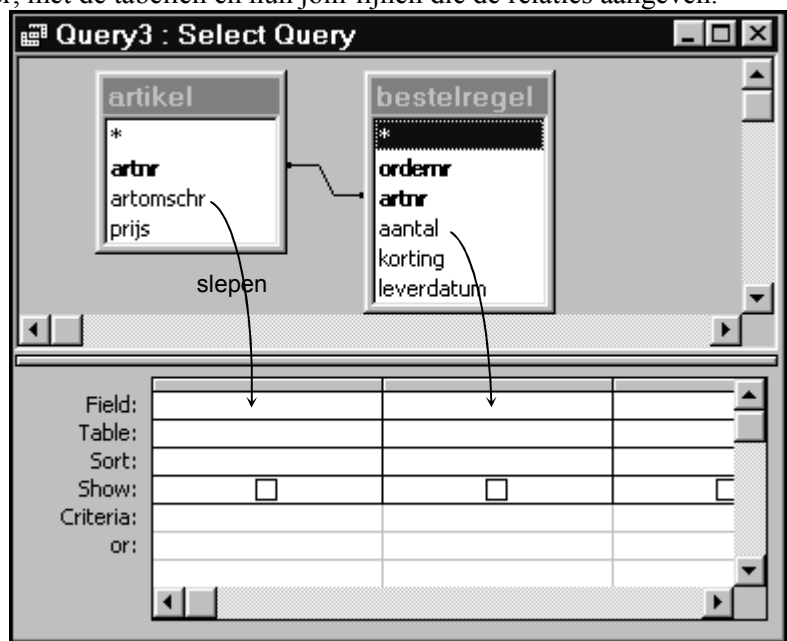 or, met de tabellen en hun join-lijnen die de relaties aangeven.
Query3 : Select Query
artikel
*
artnr
artomschr
prijs
bestelregel
*
ordernr
artnr
aantal
korting
leverdatum
slepen
Field:
Table:
Sort:
Show:
Criteria:
or: